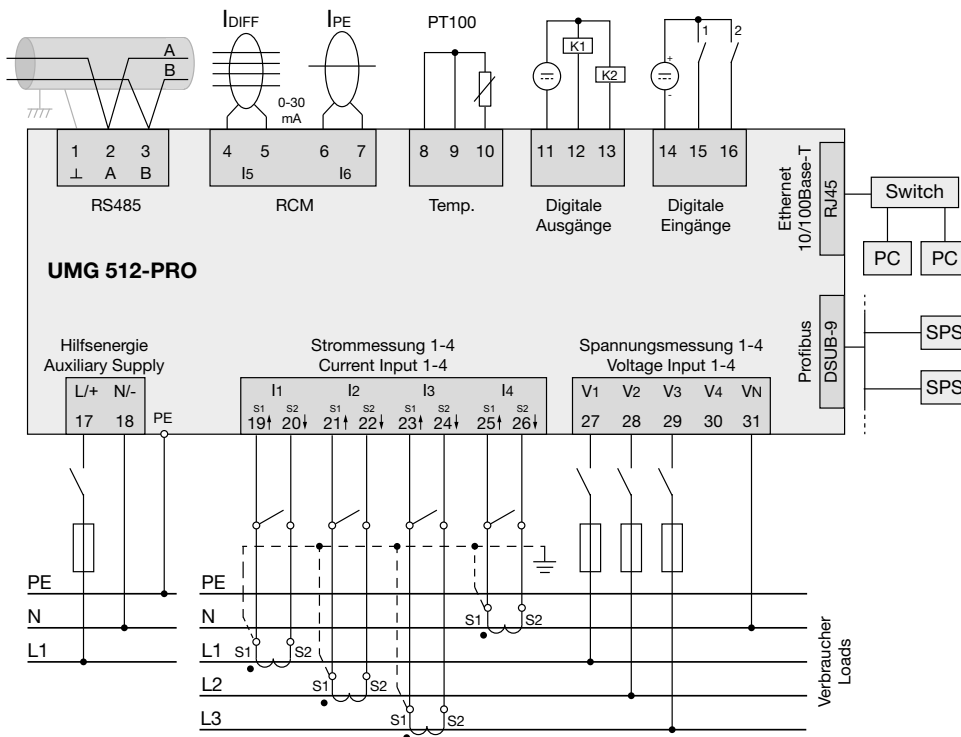 IDIFF
IPE
PT100
A
B
0-30
mA
K1
K2
1
2
+
-
1 2 3
⊥ A B
RS485
4 5 6 7
I5 I6
RCM
8 9 10
Temp.
11 12 13
Digitale
Ausgänge
14 15 16
Digitale
Eingänge
Ethernet
10/100Base-T
RJ45
Switch
PC PC
UMG 512-PRO
Profibus
DSUB-9
SPS
SPS
Hilfsenergie
Auxiliary Supply
L/+ N/-
17 18
PE
Strommessung 1-4
Current Input 1-4
I1 I2 I3 I4
S1 S2 S1 S2 S1 S2 S1 S2
19 20 21 22 23 24 25 26
Spannungsmessung 1-4
Voltage Input 1-4
V1 V2 V3 V4 VN
27 28 29 30 31
PE
N
L1
PE
N
L1
L2
L3
S1 S2
S1 S2
S1 S2
S1 S2
Verbraucher
Loads